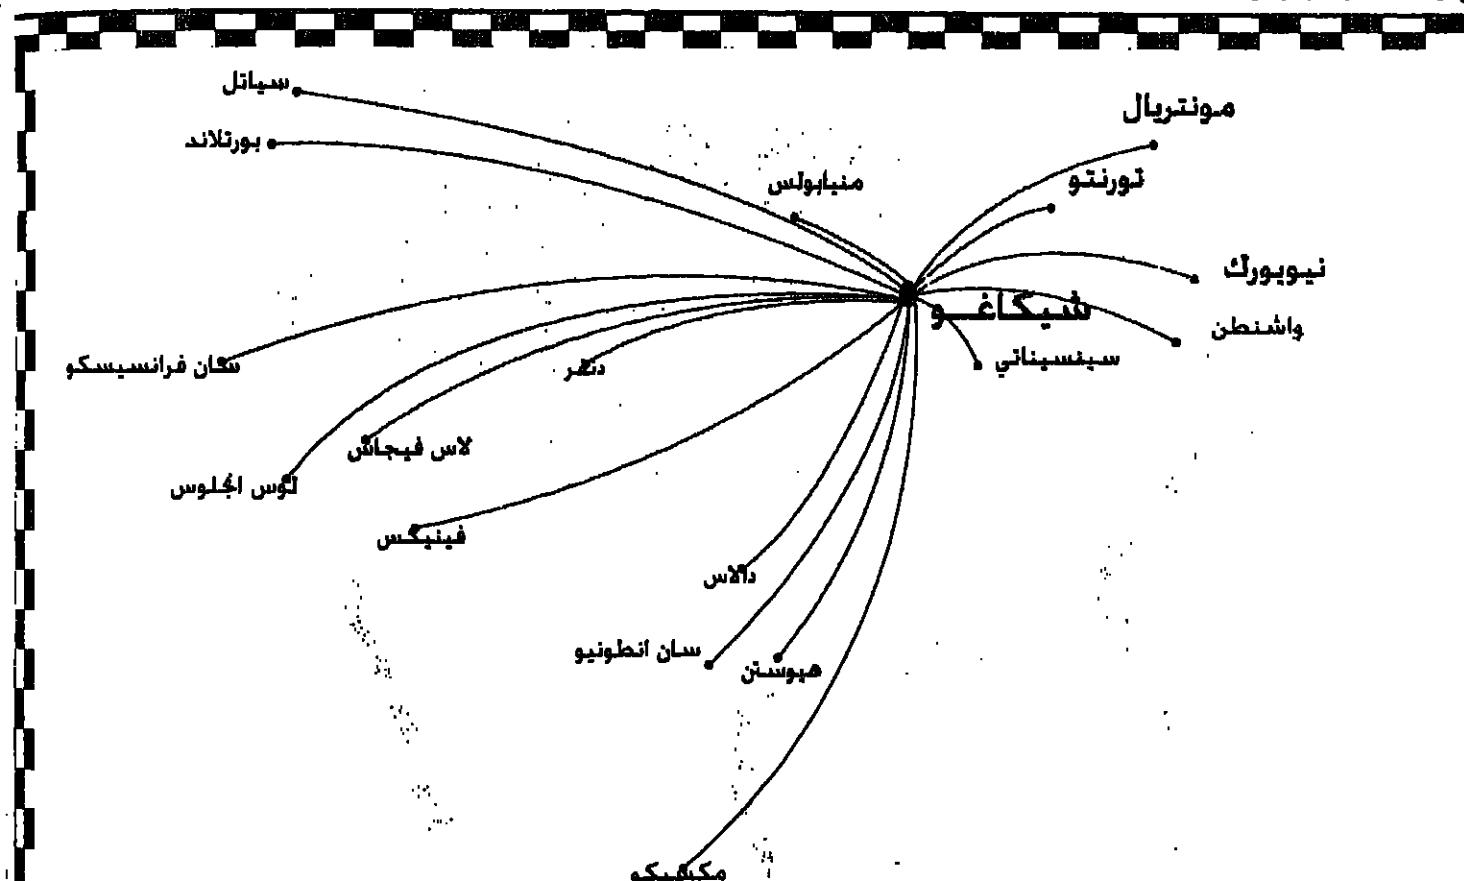 سياتل
مونتريال
بورتلاند
تورنتو
منيابولس
نيويورك
شيكاغــو
واشنطن
سينسيناتي
سان فرانسيسكو
دنفر
لاس فيجاس
لوس انجلوس
فينيكس
دالاس
سان انطونيو
هيوستن
مكسيكو